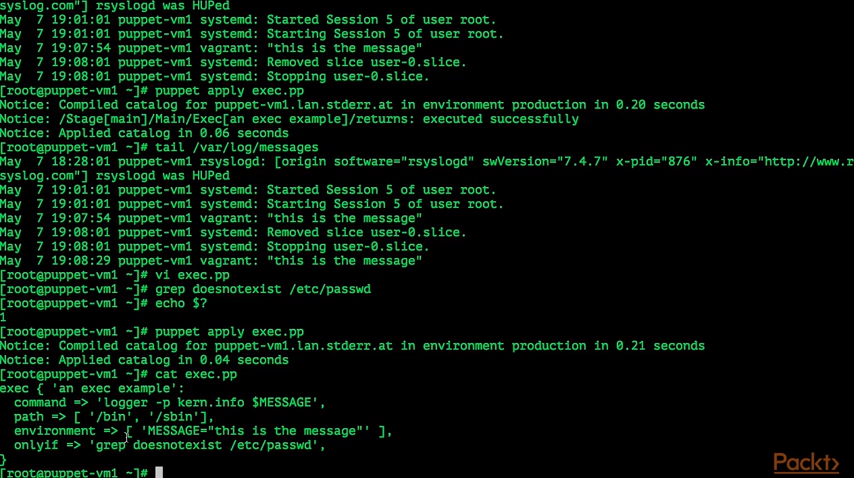 syslog.com"] rsyslogd was HUPed
May  7 19:01:01 puppet-vm1 systemd: Started Session 5 of user root.
May  7 19:01:01 puppet-vm1 systemd: Starting Session 5 of user root.
May  7 19:07:54 puppet-vm1 vagrant: "this is the message"
May  7 19:08:01 puppet-vm1 systemd: Removed slice user-0.slice.
May  7 19:08:01 puppet-vm1 systemd: Stopping user-0.slice.
[root@puppet-vm1 ~]# puppet apply exec.pp
Notice: Compiled catalog for puppet-vm1.lan.stderr.at in environment production in 0.20 seconds
Notice: /Stage[main]/Main/Exec[an exec example]/returns: executed successfully
Notice: Applied catalog in 0.06 seconds
[root@puppet-vm1 ~]# tail /var/log/messages
May  7 18:28:01 puppet-vm1 rsyslogd: [origin software="rsyslogd" swVersion="7.4.7" x-pid="876" x-info="http://www.r
syslog.com"] rsyslogd was HUPed
May  7 19:01:01 puppet-vm1 systemd: Started Session 5 of user root.
May  7 19:01:01 puppet-vm1 systemd: Starting Session 5 of user root.
May  7 19:07:54 puppet-vm1 vagrant: "this is the message"
May  7 19:08:01 puppet-vm1 systemd: Removed slice user-0.slice.
May  7 19:08:01 puppet-vm1 systemd: Stopping user-0.slice.
May  7 19:08:29 puppet-vm1 vagrant: "this is the message"
[root@puppet-vm1 ~]# vi exec.pp
[root@puppet-vm1 ~]# grep doesnotexist /etc/passwd
[root@puppet-vm1 ~]# echo $?
1
[root@puppet-vm1 ~]# puppet apply exec.pp
Notice: Compiled catalog for puppet-vm1.lan.stderr.at in environment production in 0.21 seconds
Notice: Applied catalog in 0.04 seconds
[root@puppet-vm1 ~]# cat exec.pp
exec { 'an exec example':
  command => 'logger -p kern.info $MESSAGE',
  path => [ '/bin', '/sbin'],
  environment => [ 'MESSAGE="this is the message"' ],
  onlyif => 'grep doesnotexist /etc/passwd',
}
[root@puppet-vm1 ~]#
Packt>